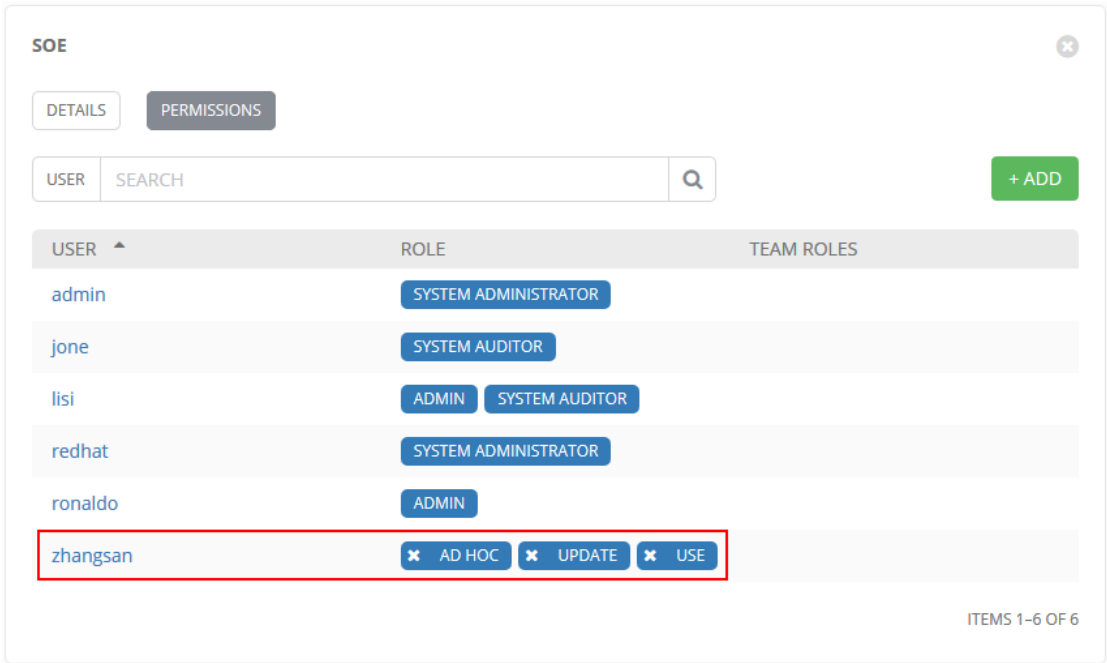 SOE
DETAILS PERMISSIONS
USER SEARCH + ADD
USER ROLE TEAM ROLES
admin SYSTEM ADMINISTRATOR
jone SYSTEM AUDITOR
lisi ADMIN SYSTEM AUDITOR
redhat SYSTEM ADMINISTRATOR
ronaldo ADMIN
zhangsan AD HOC UPDATE USE
ITEMS 1–6 OF 6